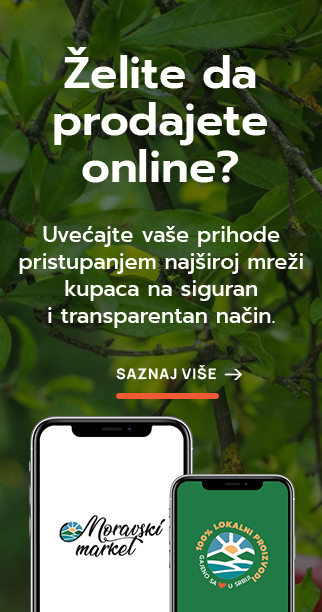 Želite da
prodajete
online?
Uvećajte vaše prihode
pristupanjem najširoj mreži
kupaca na siguran
i transparentan način.
SAZNAJ VIŠE
Moravski
market
100% LOKALNI PROIZVODI
GAJENO SA U SRBIJI